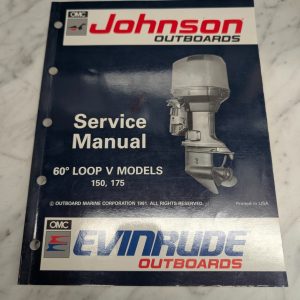 OMC
Johnson
OUTBOARDS
Service
Manual
60° LOOP V MODELS
150, 175
© OUTBOARD MARINE CORPORATION 1991. ALL RIGHTS RESERVED.
Printed in USA
OMC
EVINRUDE
OUTBOARDS